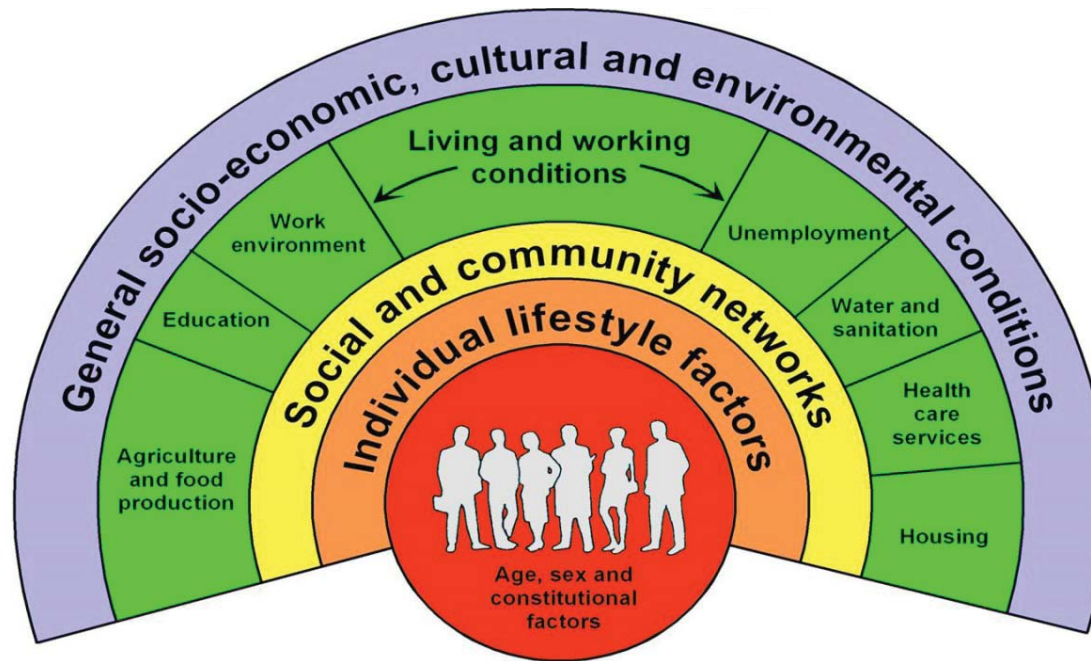 General socio-economic, cultural and environmental conditions
Living and working
conditions
Work
environment
Unemployment
Education
Water and
sanitation
Agriculture
and food
production
Health
care
services
Housing
Social and community networks
Individual lifestyle factors
Age, sex and
constitutional
factors